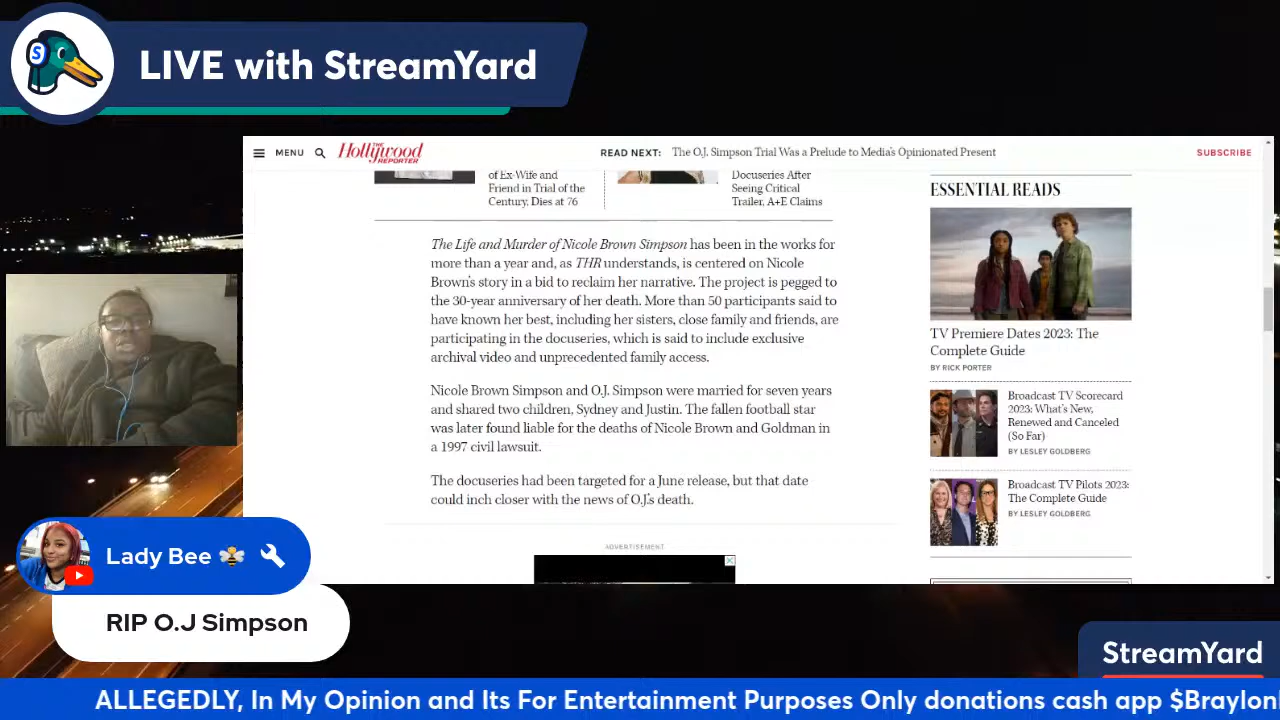 LIVE with StreamYard
MENU
THE
Hollywood
REPORTER
READ NEXT: The O.J. Simpson Trial Was a Prelude to Media's Opinionated Present
SUBSCRIBE
of Ex-Wife and
Friend in Trial of the
Century, Dies at 76
Docuseries After
Seeing Critical
Trailer, A+E Claims
The Life and Murder of Nicole Brown Simpson has been in the works for
more than a year and, as THR understands, is centered on Nicole
Brown's story in a bid to reclaim her narrative. The project is pegged to
the 30-year anniversary of her death. More than 50 participants said to
have known her best, including her sisters, close family and friends, are
participating in the docuseries, which is said to include exclusive
archival video and unprecedented family access.
Nicole Brown Simpson and O.J. Simpson were married for seven years
and shared two children, Sydney and Justin. The fallen football star
was later found liable for the deaths of Nicole Brown and Goldman in
a 1997 civil lawsuit.
The docuseries had been targeted for a June release, but that date
could inch closer with the news of O.J.'s death.
ADVERTISEMENT
ESSENTIAL READS
TV Premiere Dates 2023: The
Complete Guide
BY RICK PORTER
Broadcast TV Scorecard
2023: What's New,
Renewed and Canceled
(So Far)
BY LESLEY GOLDBERG
Broadcast TV Pilots 2023:
The Complete Guide
BY LESLEY GOLDBERG
Lady Bee
RIP O.J Simpson
StreamYard
ALLEGEDLY, In My Opinion and Its For Entertainment Purposes Only donations cash app $Braylon